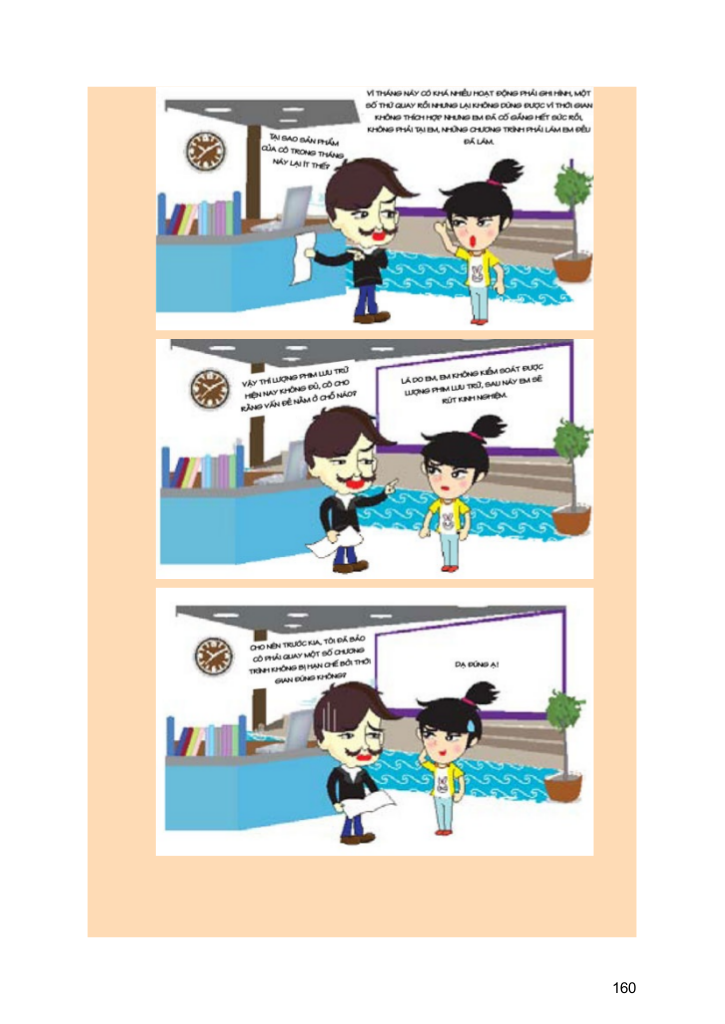 TẠI SAO SẢN PHẨM
CỦA CÔ TRONG THÁNG
NÀY LẠI ÍT THẾ?
VÌ THÁNG NÀY CÓ KHÁ NHIỀU HOẠT ĐỘNG PHẢI GHI HÌNH, MỘT
SỐ THỨ QUAY RỒI NHƯNG LẠI KHÔNG DÙNG ĐƯỢC VÌ THỜI GIAN
KHÔNG THÍCH HỢP NHƯNG EM ĐÃ CỐ GẮNG HẾT SỨC RỒI,
KHÔNG PHẢI TẠI EM, NHỮNG CHƯƠNG TRÌNH PHẢI LÀM EM ĐỀU
ĐÃ LÀM.
VẬY THÌ LƯỢNG PHIM LƯU TRỮ
HIỆN NAY KHÔNG ĐỦ, CÔ CHO
RẰNG VẤN ĐỀ NẰM Ở CHỖ NÀO?
LÀ DO EM, EM KHÔNG KIỂM SOÁT ĐƯỢC
LƯỢNG PHIM LƯU TRỮ, SAU NÀY EM SẼ
RÚT KINH NGHIỆM.
CHO NÊN TRƯỚC KIA, TÔI ĐÃ BẢO
CÔ PHẢI QUAY MỘT SỐ CHƯƠNG
TRÌNH KHÔNG BỊ HẠN CHẾ BỞI THỜI
GIAN ĐÚNG KHÔNG?
DẠ ĐÚNG Ạ!
160